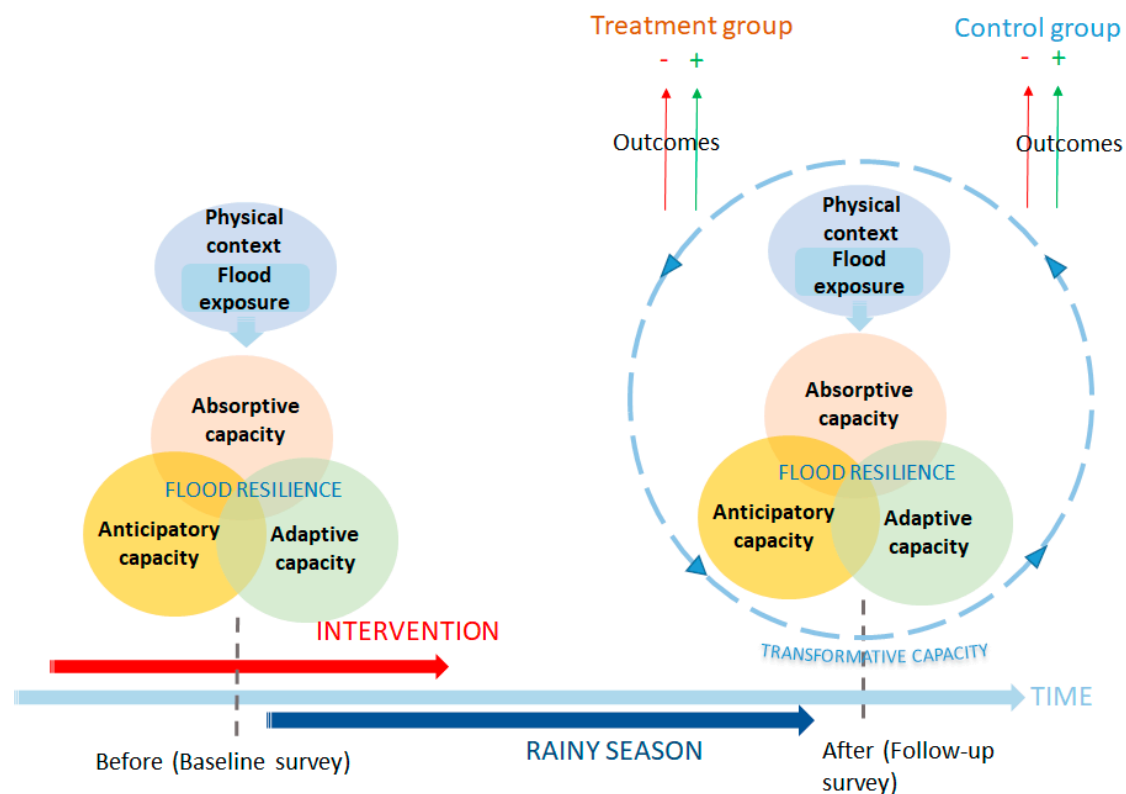 Treatment group
Control group
- +
- +
Outcomes
Outcomes
Physical
context
Flood
exposure
Physical
context
Flood
exposure
Absorptive
capacity
FLOOD RESILIENCE
Anticipatory
capacity
Adaptive
capacity
Absorptive
capacity
FLOOD RESILIENCE
Anticipatory
capacity
Adaptive
capacity
INTERVENTION
TRANSFORMATIVE CAPACITY
TIME
RAINY SEASON
Before (Baseline survey)
After (Follow-up
survey)